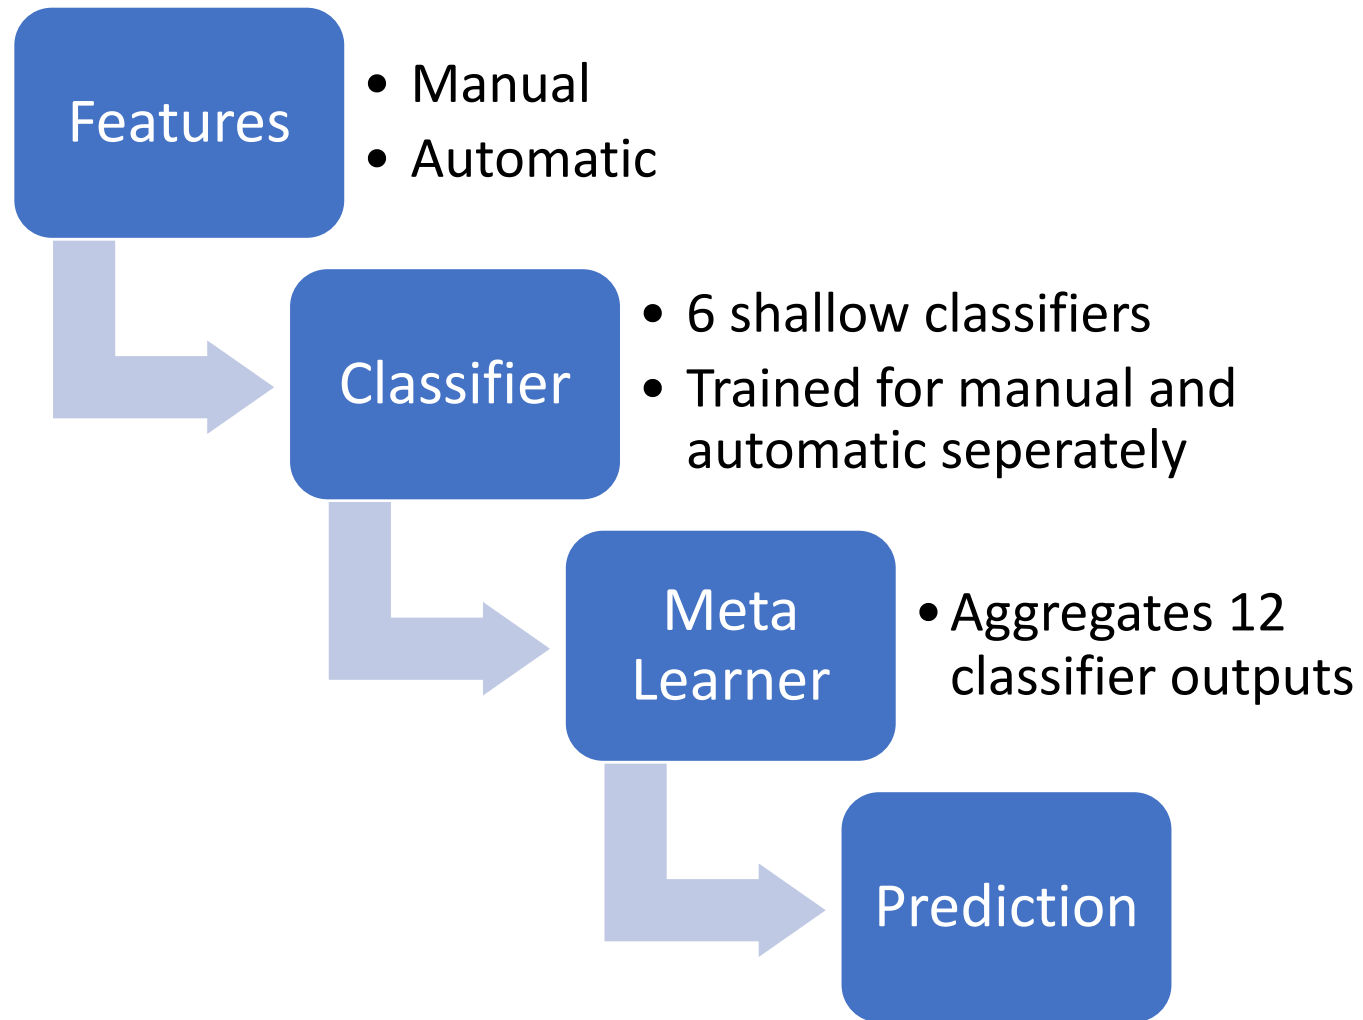 Features
• Manual
• Automatic
Classifier
• 6 shallow classifiers
• Trained for manual and
automatic seperately
Meta
Learner
• Aggregates 12
classifier outputs
Prediction